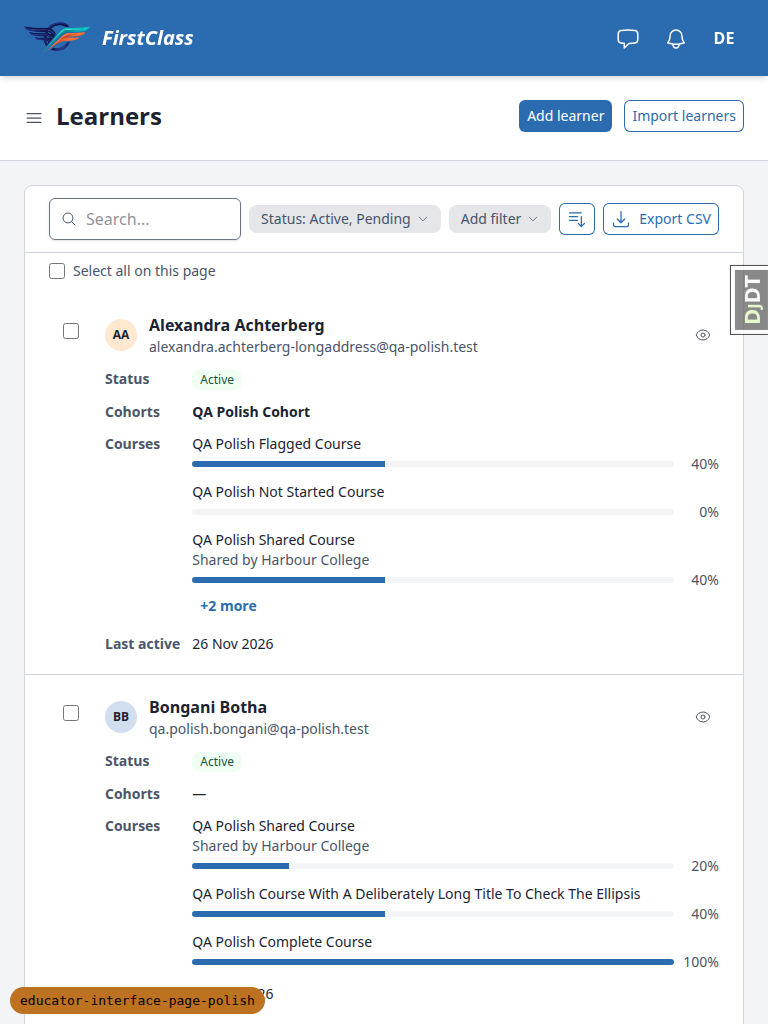 FirstClass
DE
Learners
Add learner
Import learners
Search...
Status: Active, Pending
Add filter
Export CSV
Select all on this page
DjDT
AA
Alexandra Achterberg
alexandra.achterberg-longaddress@qa-polish.test
Status
Active
Cohorts
QA Polish Cohort
Courses
QA Polish Flagged Course
40%
QA Polish Not Started Course
0%
QA Polish Shared Course
Shared by Harbour College
40%
+2 more
Last active
26 Nov 2026
BB
Bongani Botha
qa.polish.bongani@qa-polish.test
Status
Active
Cohorts
—
Courses
QA Polish Shared Course
Shared by Harbour College
20%
QA Polish Course With A Deliberately Long Title To Check The Ellipsis
40%
QA Polish Complete Course
100%
educator-interface-page-polish